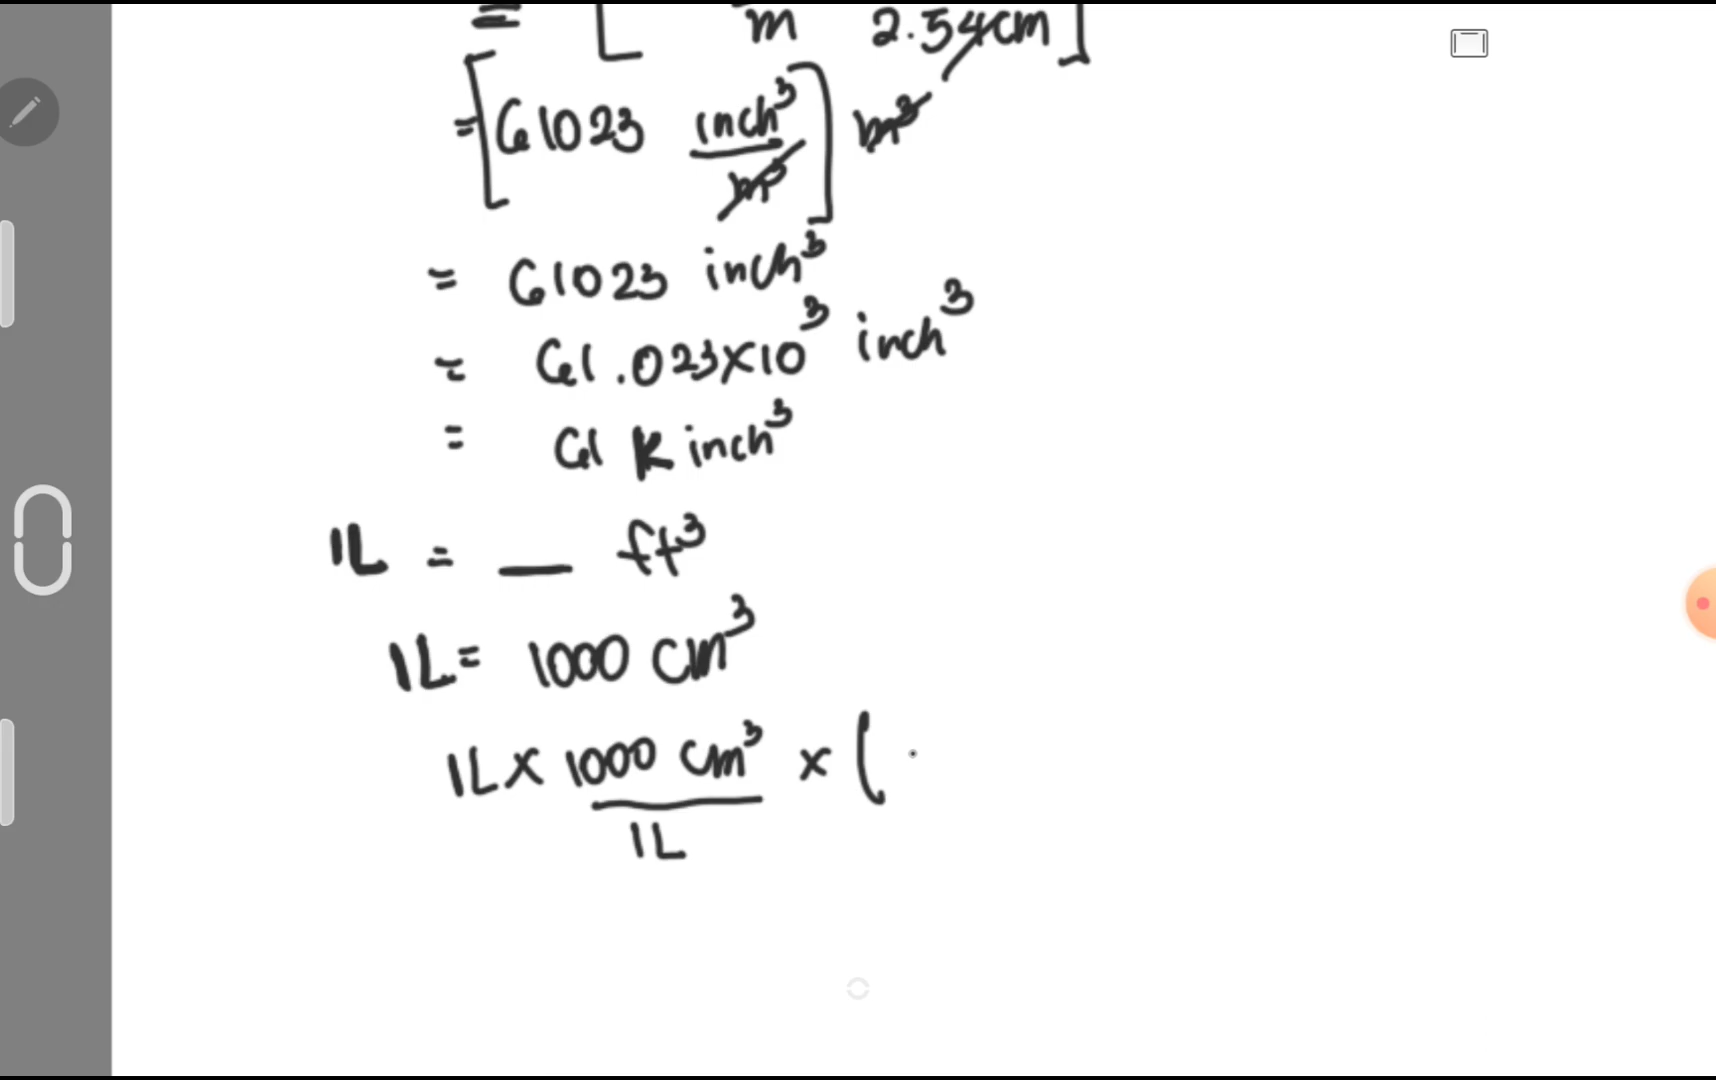 = [ m 2.54cm ]
= [61023 inch³/m³] m³
= 61023 inch³
= 61.023×10³ inch³
= 61 K inch³
1L = __ ft³
1L = 1000 cm³
1L × 1000 cm³/1L × (